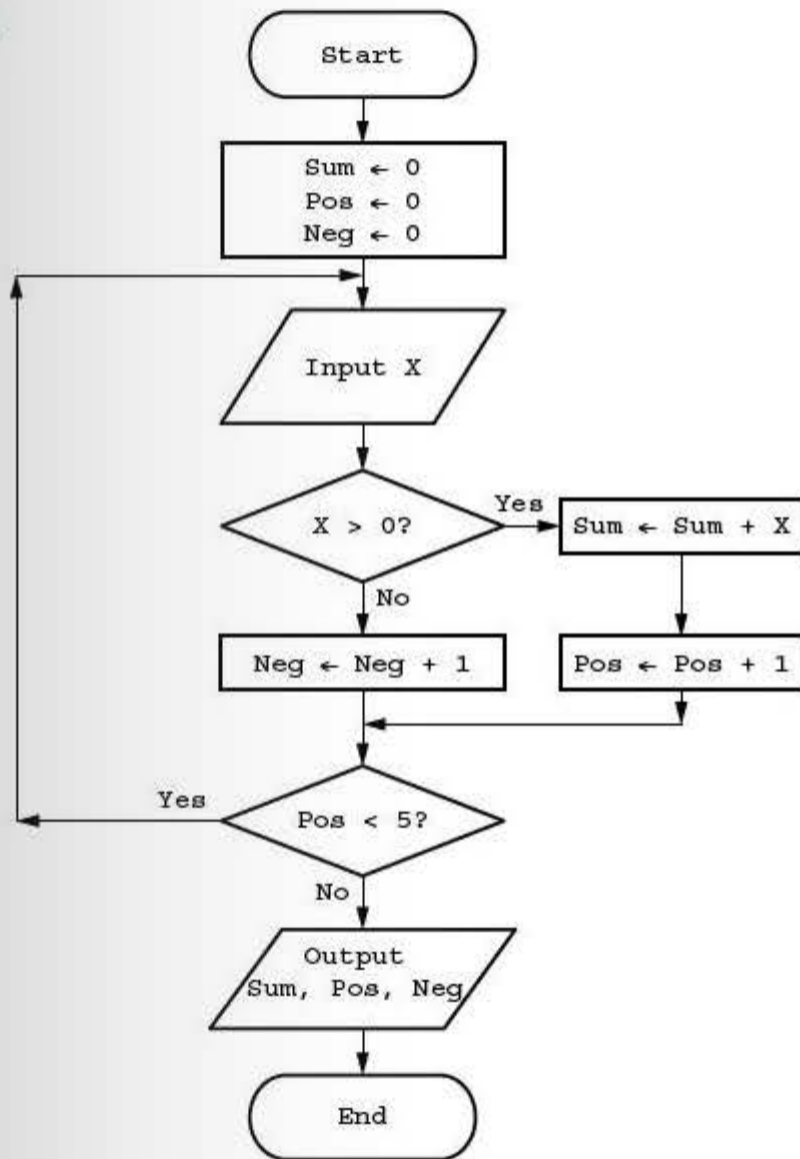 Start
Sum ← 0
Pos ← 0
Neg ← 0
Input X
X > 0?
Yes
Sum ← Sum + X
No
Neg ← Neg + 1
Pos ← Pos + 1
Yes
Pos < 5?
No
Output
Sum, Pos, Neg
End